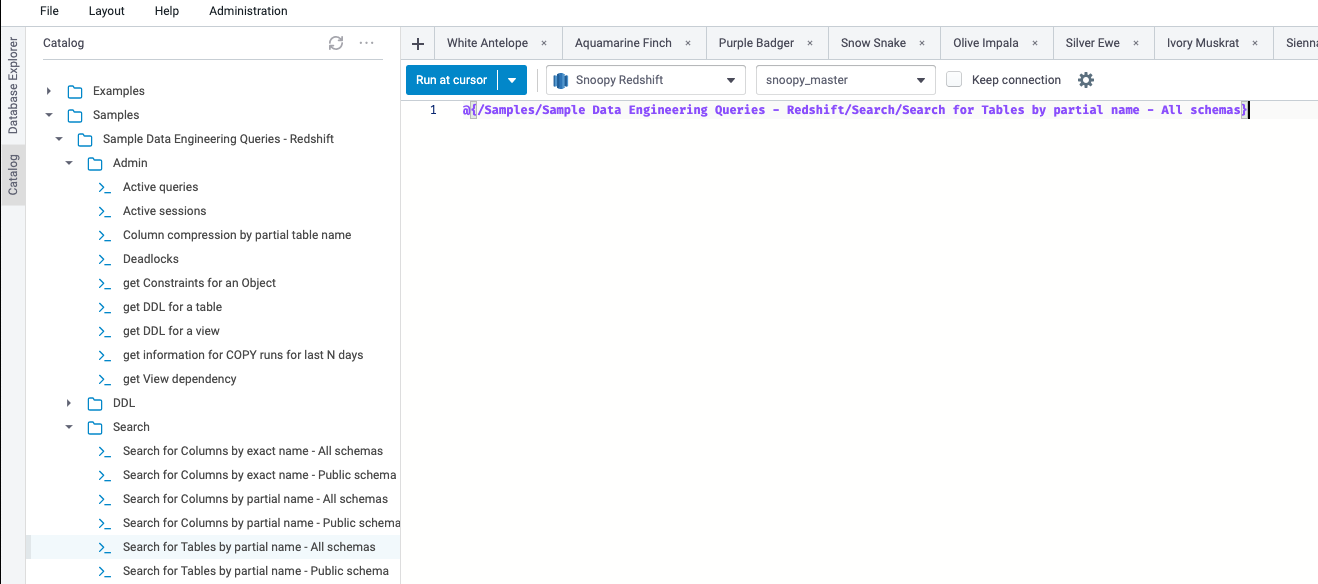 File Layout Help Administration
Database Explorer
Catalog
Catalog ···
Examples
Samples
Sample Data Engineering Queries - Redshift
Admin
Active queries
Active sessions
Column compression by partial table name
Deadlocks
get Constraints for an Object
get DDL for a table
get DDL for a view
get information for COPY runs for last N days
get View dependency
DDL
Search
Search for Columns by exact name - All schemas
Search for Columns by exact name - Public schema
Search for Columns by partial name - All schemas
Search for Columns by partial name - Public schema
Search for Tables by partial name - All schemas
Search for Tables by partial name - Public schema
+ White Antelope × Aquamarine Finch × Purple Badger × Snow Snake × Olive Impala × Silver Ewe × Ivory Muskrat × Sienna
Run at cursor Snoopy Redshift snoopy_master Keep connection
1 @{/Samples/Sample Data Engineering Queries - Redshift/Search/Search for Tables by partial name - All schemas}